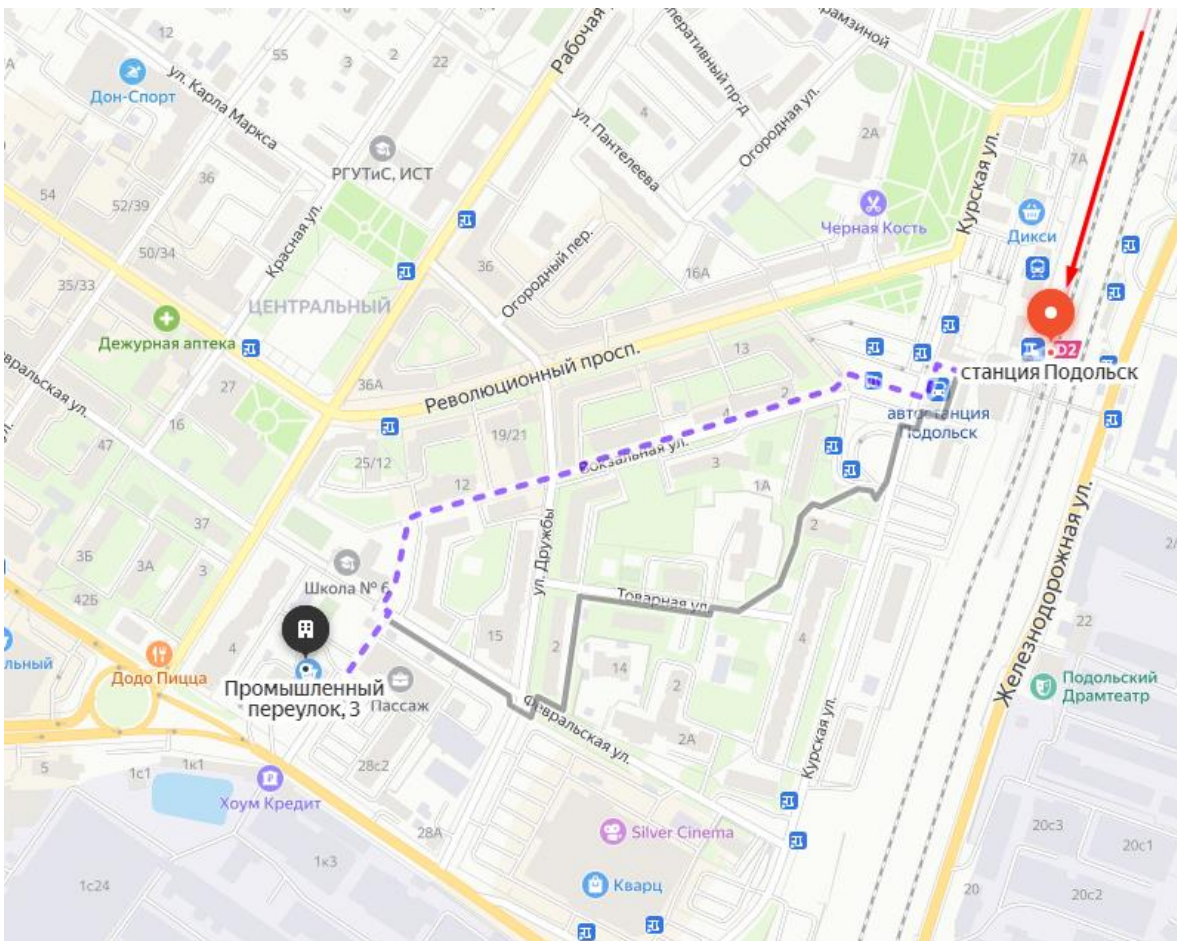 12
55
3
2
22
Рабочая
ул. Карла Маркса
Дон-Спорт
РГУТиС, ИСТ
4
ул. Пантелеева
Огородная ул.
2А
7А
Курская ул.
54
52/39
36
50/34
Красная ул.
Черная Кость
Дикси
35/33
ЦЕНТРАЛЬНЫЙ
36
Огородный пер.
16А
Дежурная аптека
27
36А
Революционный просп.
13
D2
станция Подольск
16
47
25/12
19/21
4
2
автостанция
Подольск
12
Вокзальная ул.
3
1А
37
3Б
3А
3
42Б
Школа № 6
ул. Дружбы
2
Товарная ул.
Железнодорожная ул.
22
4
15
2
14
4
2
Додо Пицца
Промышленный
переулок, 3
Пассаж
Подольский
Драмтеатр
Февральская ул.
2А
Курская ул.
5
1с1
1к1
28с2
Хоум Кредит
28А
Silver Cinema
1к3
20с3
20с1
1с24
Кварц
20
20с2